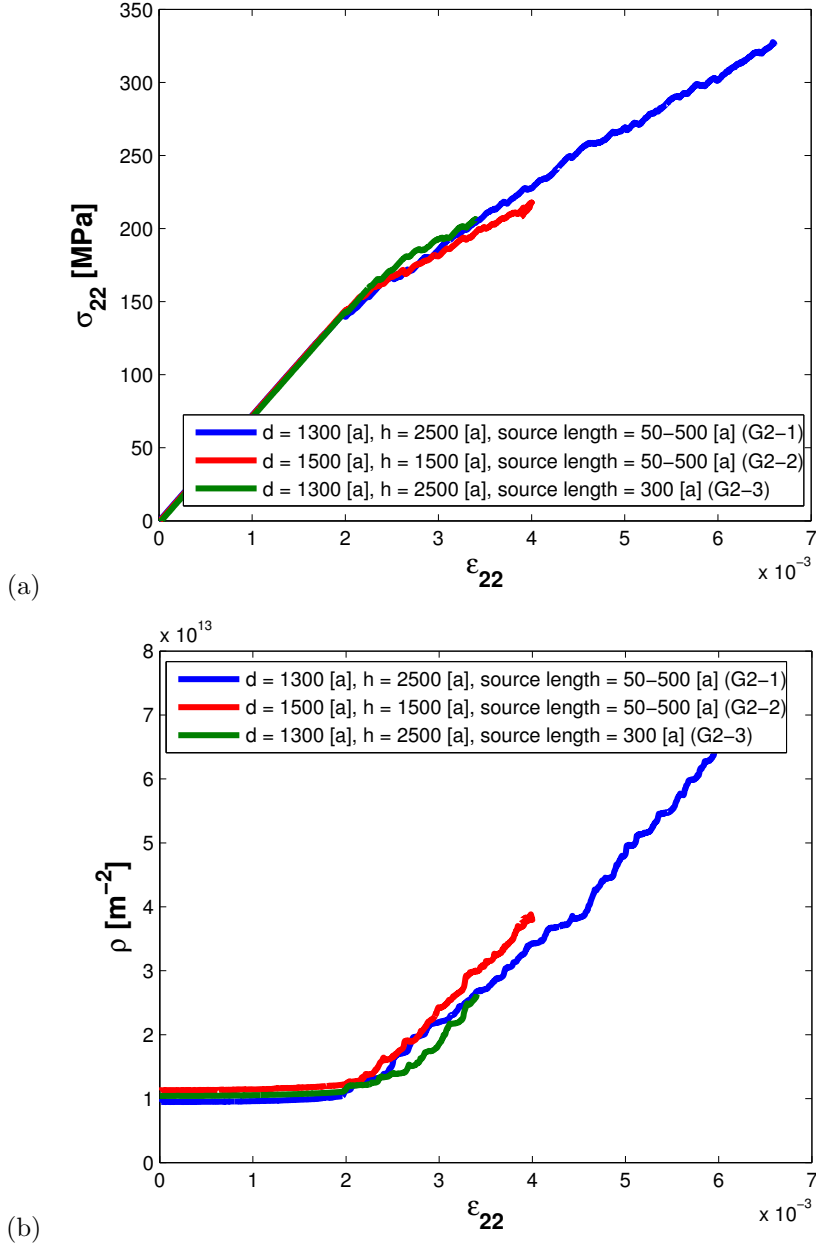 350
300
250
200
150
100
50
0
σ22 [MPa]
d = 1300 [a], h = 2500 [a], source length = 50−500 [a] (G2−1)
d = 1500 [a], h = 1500 [a], source length = 50−500 [a] (G2−2)
d = 1300 [a], h = 2500 [a], source length = 300 [a] (G2−3)
0 1 2 3 4 5 6 7
ε22
x 10−3
(a)
x 10^13
8
7
6
5
4
3
2
1
0
ρ [m−2]
d = 1300 [a], h = 2500 [a], source length = 50−500 [a] (G2−1)
d = 1500 [a], h = 1500 [a], source length = 50−500 [a] (G2−2)
d = 1300 [a], h = 2500 [a], source length = 300 [a] (G2−3)
0 1 2 3 4 5 6 7
ε22
x 10−3
(b)